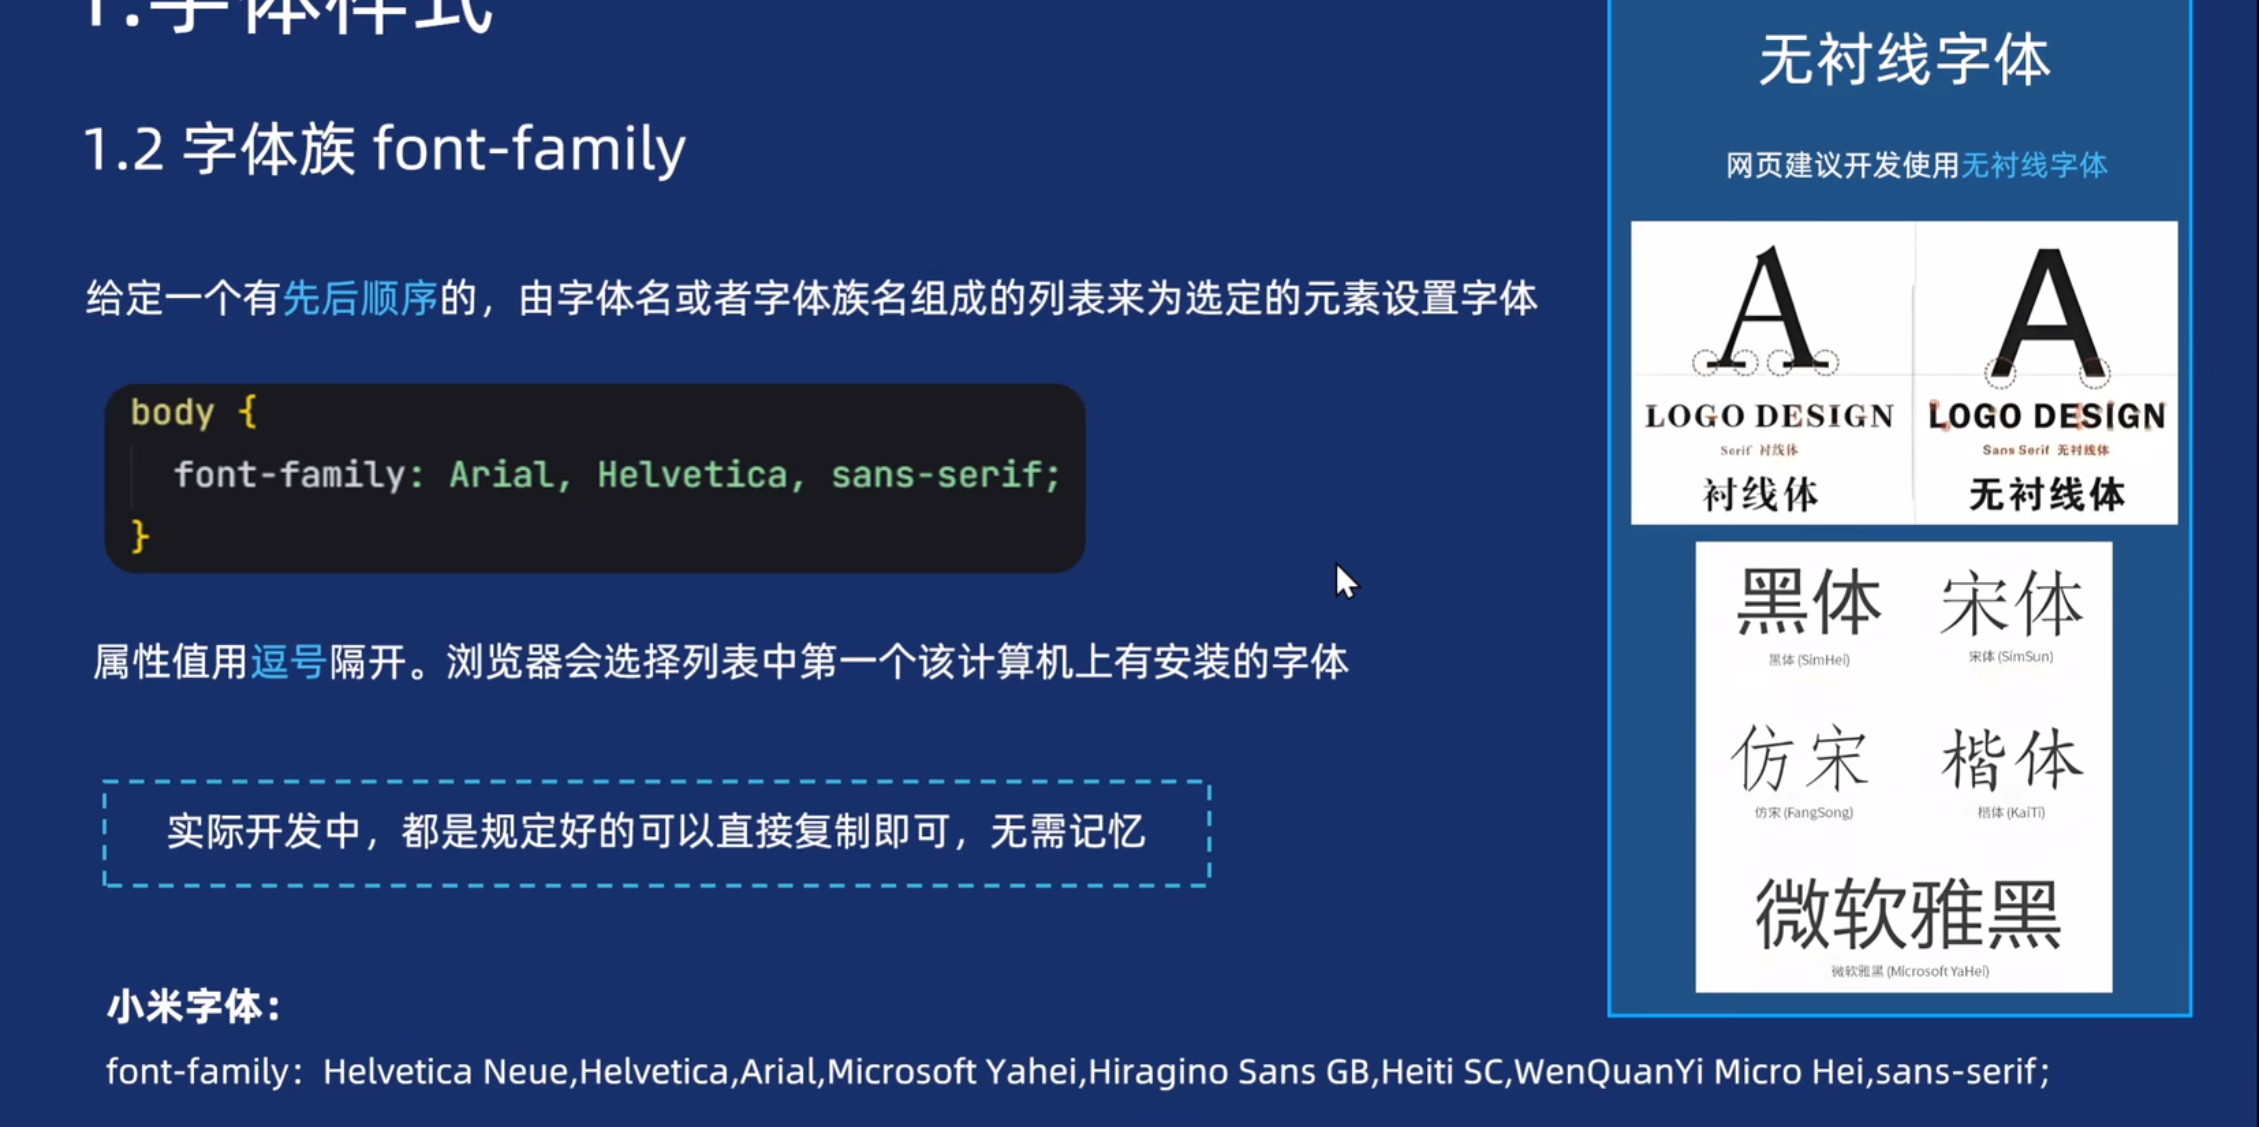 1.字体样式
1.2 字体族 font-family
给定一个有先后顺序的，由字体名或者字体族名组成的列表来为选定的元素设置字体
body {
font-family: Arial, Helvetica, sans-serif;
}
属性值用逗号隔开。浏览器会选择列表中第一个该计算机上有安装的字体
实际开发中，都是规定好的可以直接复制即可，无需记忆
小米字体：
font-family：Helvetica Neue,Helvetica,Arial,Microsoft Yahei,Hiragino Sans GB,Heiti SC,WenQuanYi Micro Hei,sans-serif；
无衬线字体
网页建议开发使用无衬线字体
A
LOGO DESIGN
Serif 衬线体
衬线体
A
LOGO DESIGN
Sans Serif 无衬线体
无衬线体
黑体
黑体 (SimHei)
宋体
宋体 (SimSun)
仿宋
仿宋 (FangSong)
楷体
楷体 (KaiTi)
微软雅黑
微软雅黑 (Microsoft YaHei)